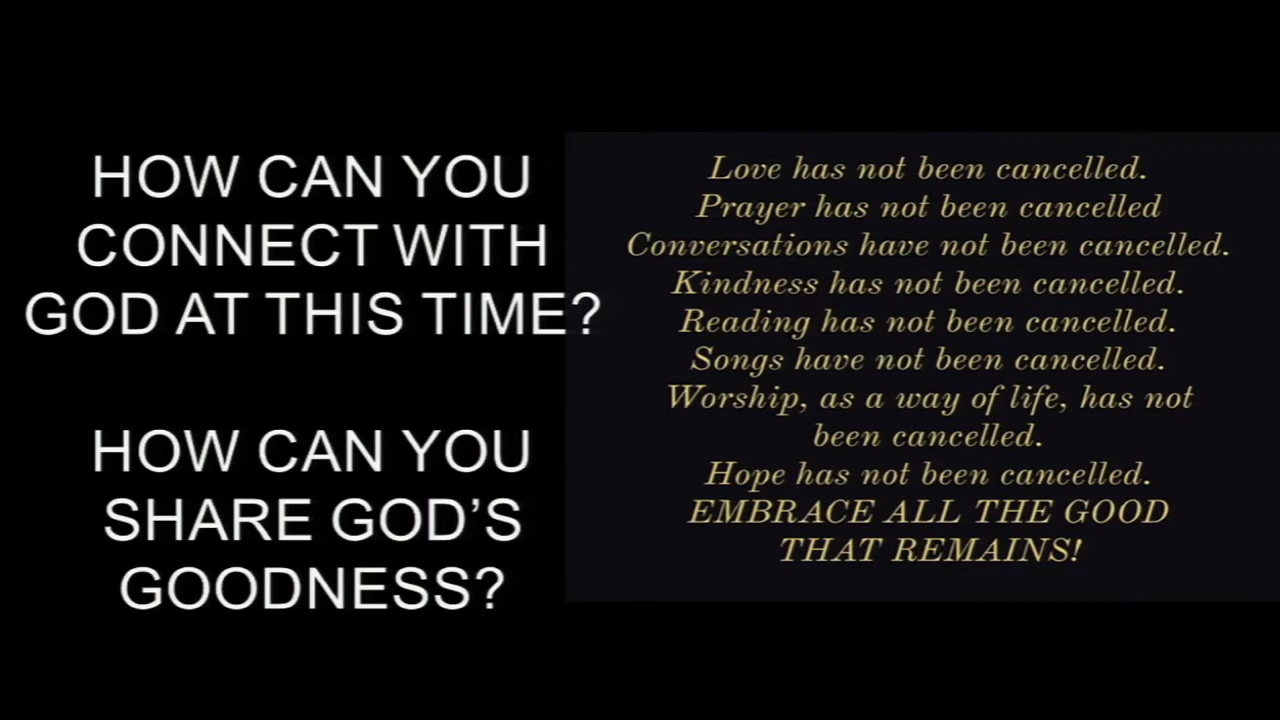 HOW CAN YOU
CONNECT WITH
GOD AT THIS TIME?
HOW CAN YOU
SHARE GOD’S
GOODNESS?
Love has not been cancelled.
Prayer has not been cancelled
Conversations have not been cancelled.
Kindness has not been cancelled.
Reading has not been cancelled.
Songs have not been cancelled.
Worship, as a way of life, has not
been cancelled.
Hope has not been cancelled.
EMBRACE ALL THE GOOD
THAT REMAINS!